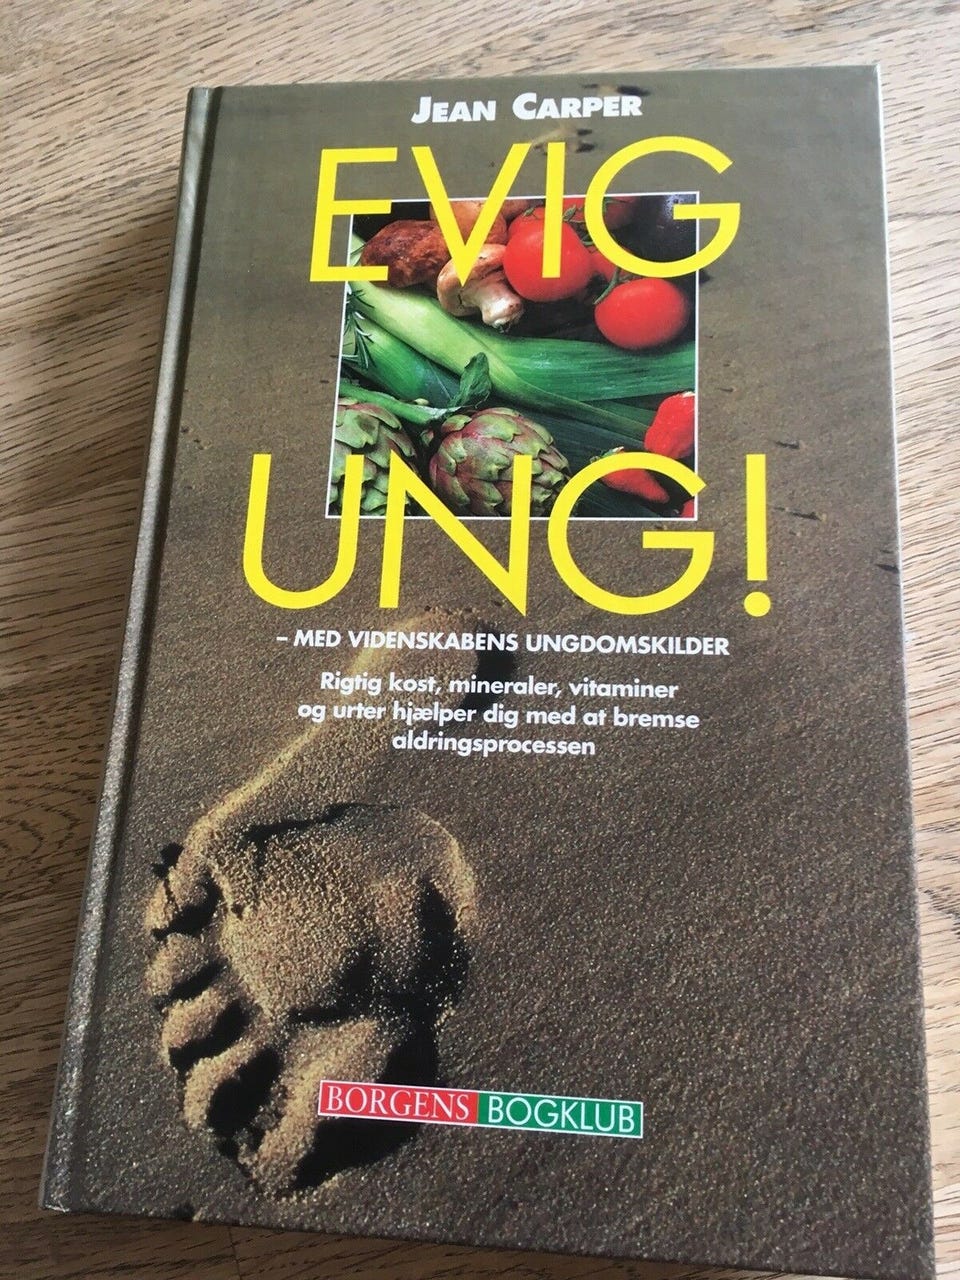 JEAN CARPER
EVIG
UNG!
– MED VIDENSKABENS UNGDOMSKILDER
Rigtig kost, mineraler, vitaminer
og urter hjælper dig med at bremse
aldringsprocessen
BORGENS BOGKLUB